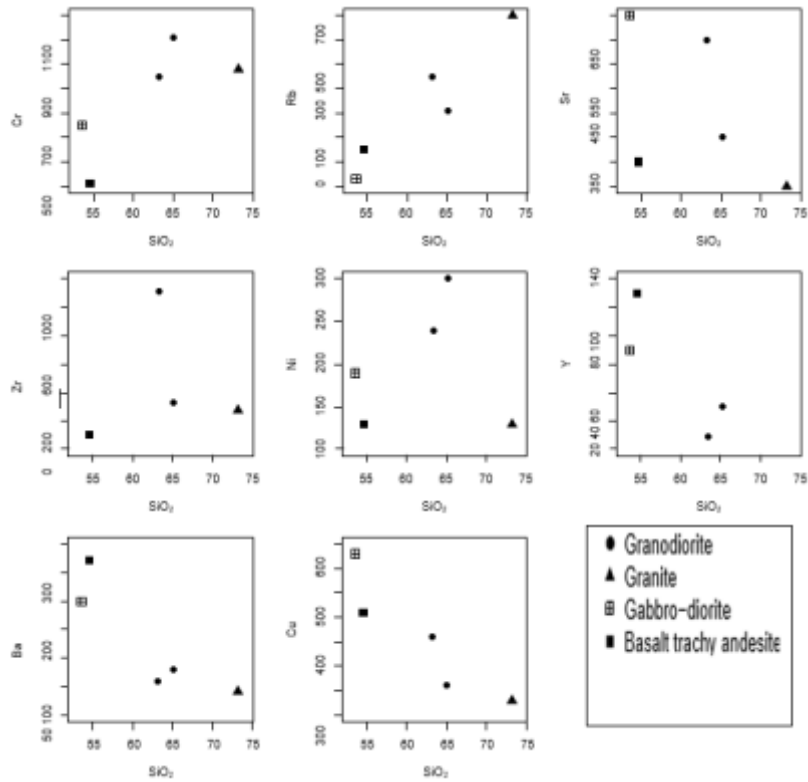 Cr
500 700 900 1100
55 60 65 70 75
SiO₂
Rb
0 100 300 500 700
55 60 65 70 75
SiO₂
Sr
350 450 550 650
55 60 65 70 75
SiO₂
Zr
0 200 600 1000
55 60 65 70 75
SiO₂
Ni
100 150 200 250 300
55 60 65 70 75
SiO₂
Y
20 40 60 80 100 140
55 60 65 70 75
SiO₂
Ba
50 100 200 300
55 60 65 70 75
SiO₂
Cu
300 400 500 600
55 60 65 70 75
SiO₂
Granodiorite
Granite
Gabbro-diorite
Basalt trachy andesite